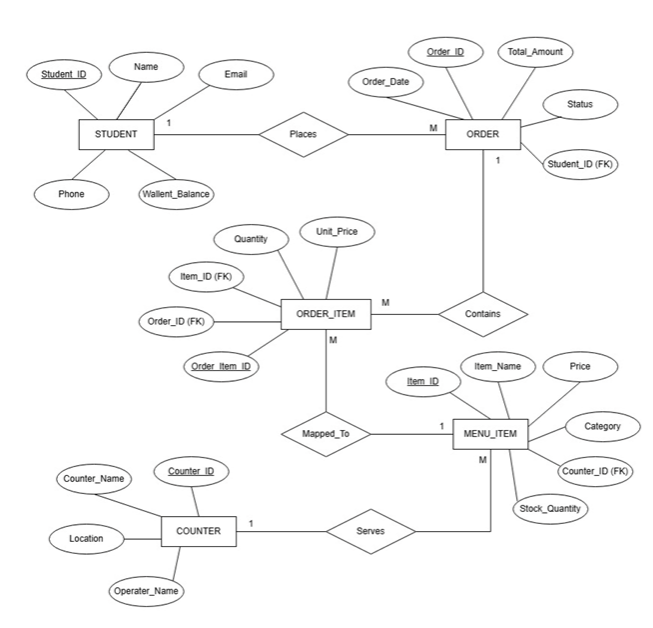 Order_ID
Total_Amount
Student_ID
Name
Email
Order_Date
Status
STUDENT
1
Places
M
ORDER
1
Student_ID (FK)
Phone
Wallent_Balance
Quantity
Unit_Price
Item_ID (FK)
Order_ID (FK)
ORDER_ITEM
M
Contains
M
Order_Item_ID
Item_ID
Item_Name
Price
Mapped_To
1
MENU_ITEM
Category
M
Counter_ID (FK)
Stock_Quantity
Counter_Name
Counter_ID
COUNTER
1
Serves
Location
Operater_Name